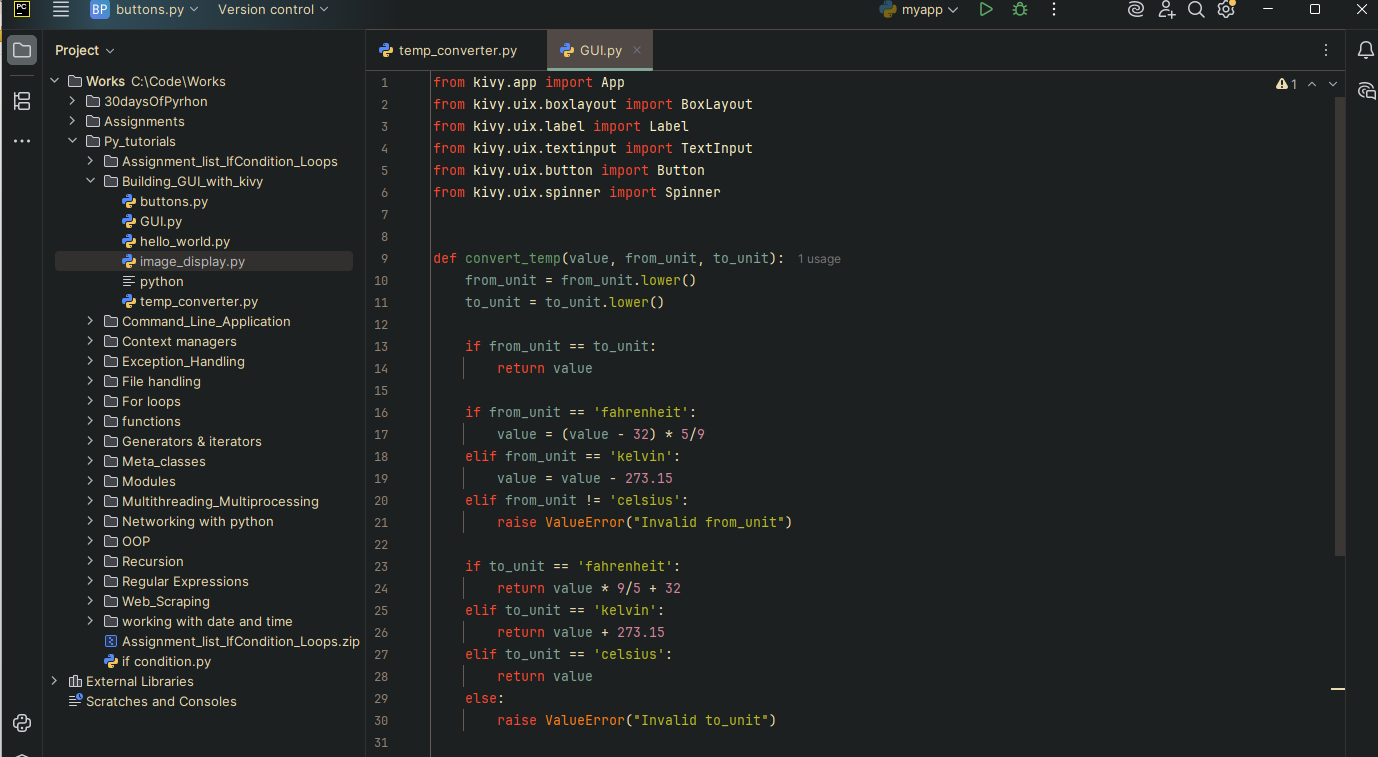 PC
BP buttons.py Version control myapp
Project
temp_converter.py GUI.py
Works C:\Code\Works
30daysOfPyrhon
Assignments
Py_tutorials
Assignment_list_IfCondition_Loops
Building_GUI_with_kivy
buttons.py
GUI.py
hello_world.py
image_display.py
python
temp_converter.py
Command_Line_Application
Context managers
Exception_Handling
File handling
For loops
functions
Generators & iterators
Meta_classes
Modules
Multithreading_Multiprocessing
Networking with python
OOP
Recursion
Regular Expressions
Web_Scraping
working with date and time
Assignment_list_IfCondition_Loops.zip
if condition.py
External Libraries
Scratches and Consoles
1 from kivy.app import App
2 from kivy.uix.boxlayout import BoxLayout
3 from kivy.uix.label import Label
4 from kivy.uix.textinput import TextInput
5 from kivy.uix.button import Button
6 from kivy.uix.spinner import Spinner
7
8
9 def convert_temp(value, from_unit, to_unit): 1 usage
10 from_unit = from_unit.lower()
11 to_unit = to_unit.lower()
12
13 if from_unit == to_unit:
14 return value
15
16 if from_unit == 'fahrenheit':
17 value = (value - 32) * 5/9
18 elif from_unit == 'kelvin':
19 value = value - 273.15
20 elif from_unit != 'celsius':
21 raise ValueError("Invalid from_unit")
22
23 if to_unit == 'fahrenheit':
24 return value * 9/5 + 32
25 elif to_unit == 'kelvin':
26 return value + 273.15
27 elif to_unit == 'celsius':
28 return value
29 else:
30 raise ValueError("Invalid to_unit")
31
1